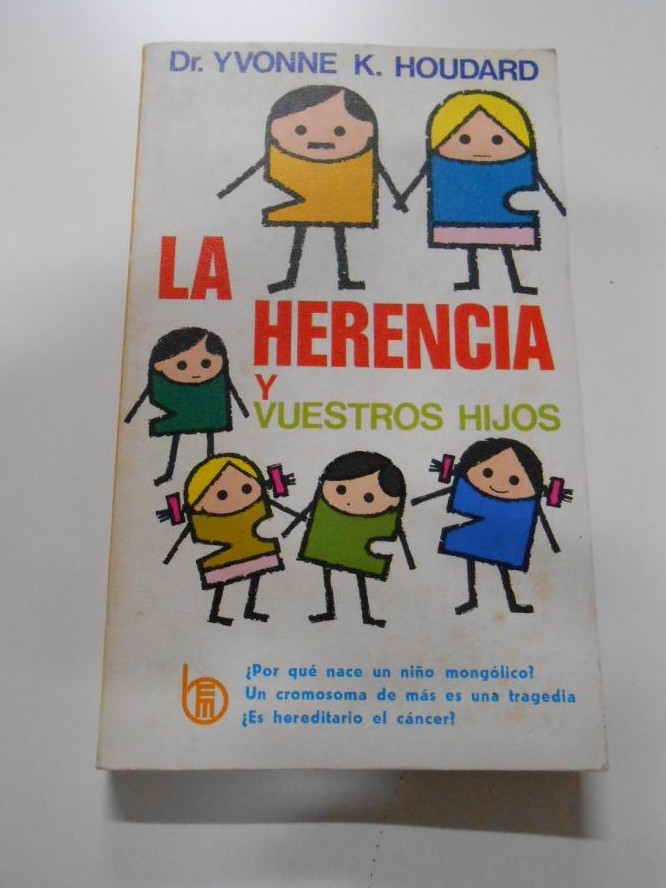 Dr. YVONNE K. HOUDARD
LA
HERENCIA
Y
VUESTROS HIJOS
¿Por qué nace un niño mongólico?
Un cromosoma de más es una tragedia
¿Es hereditario el cáncer?